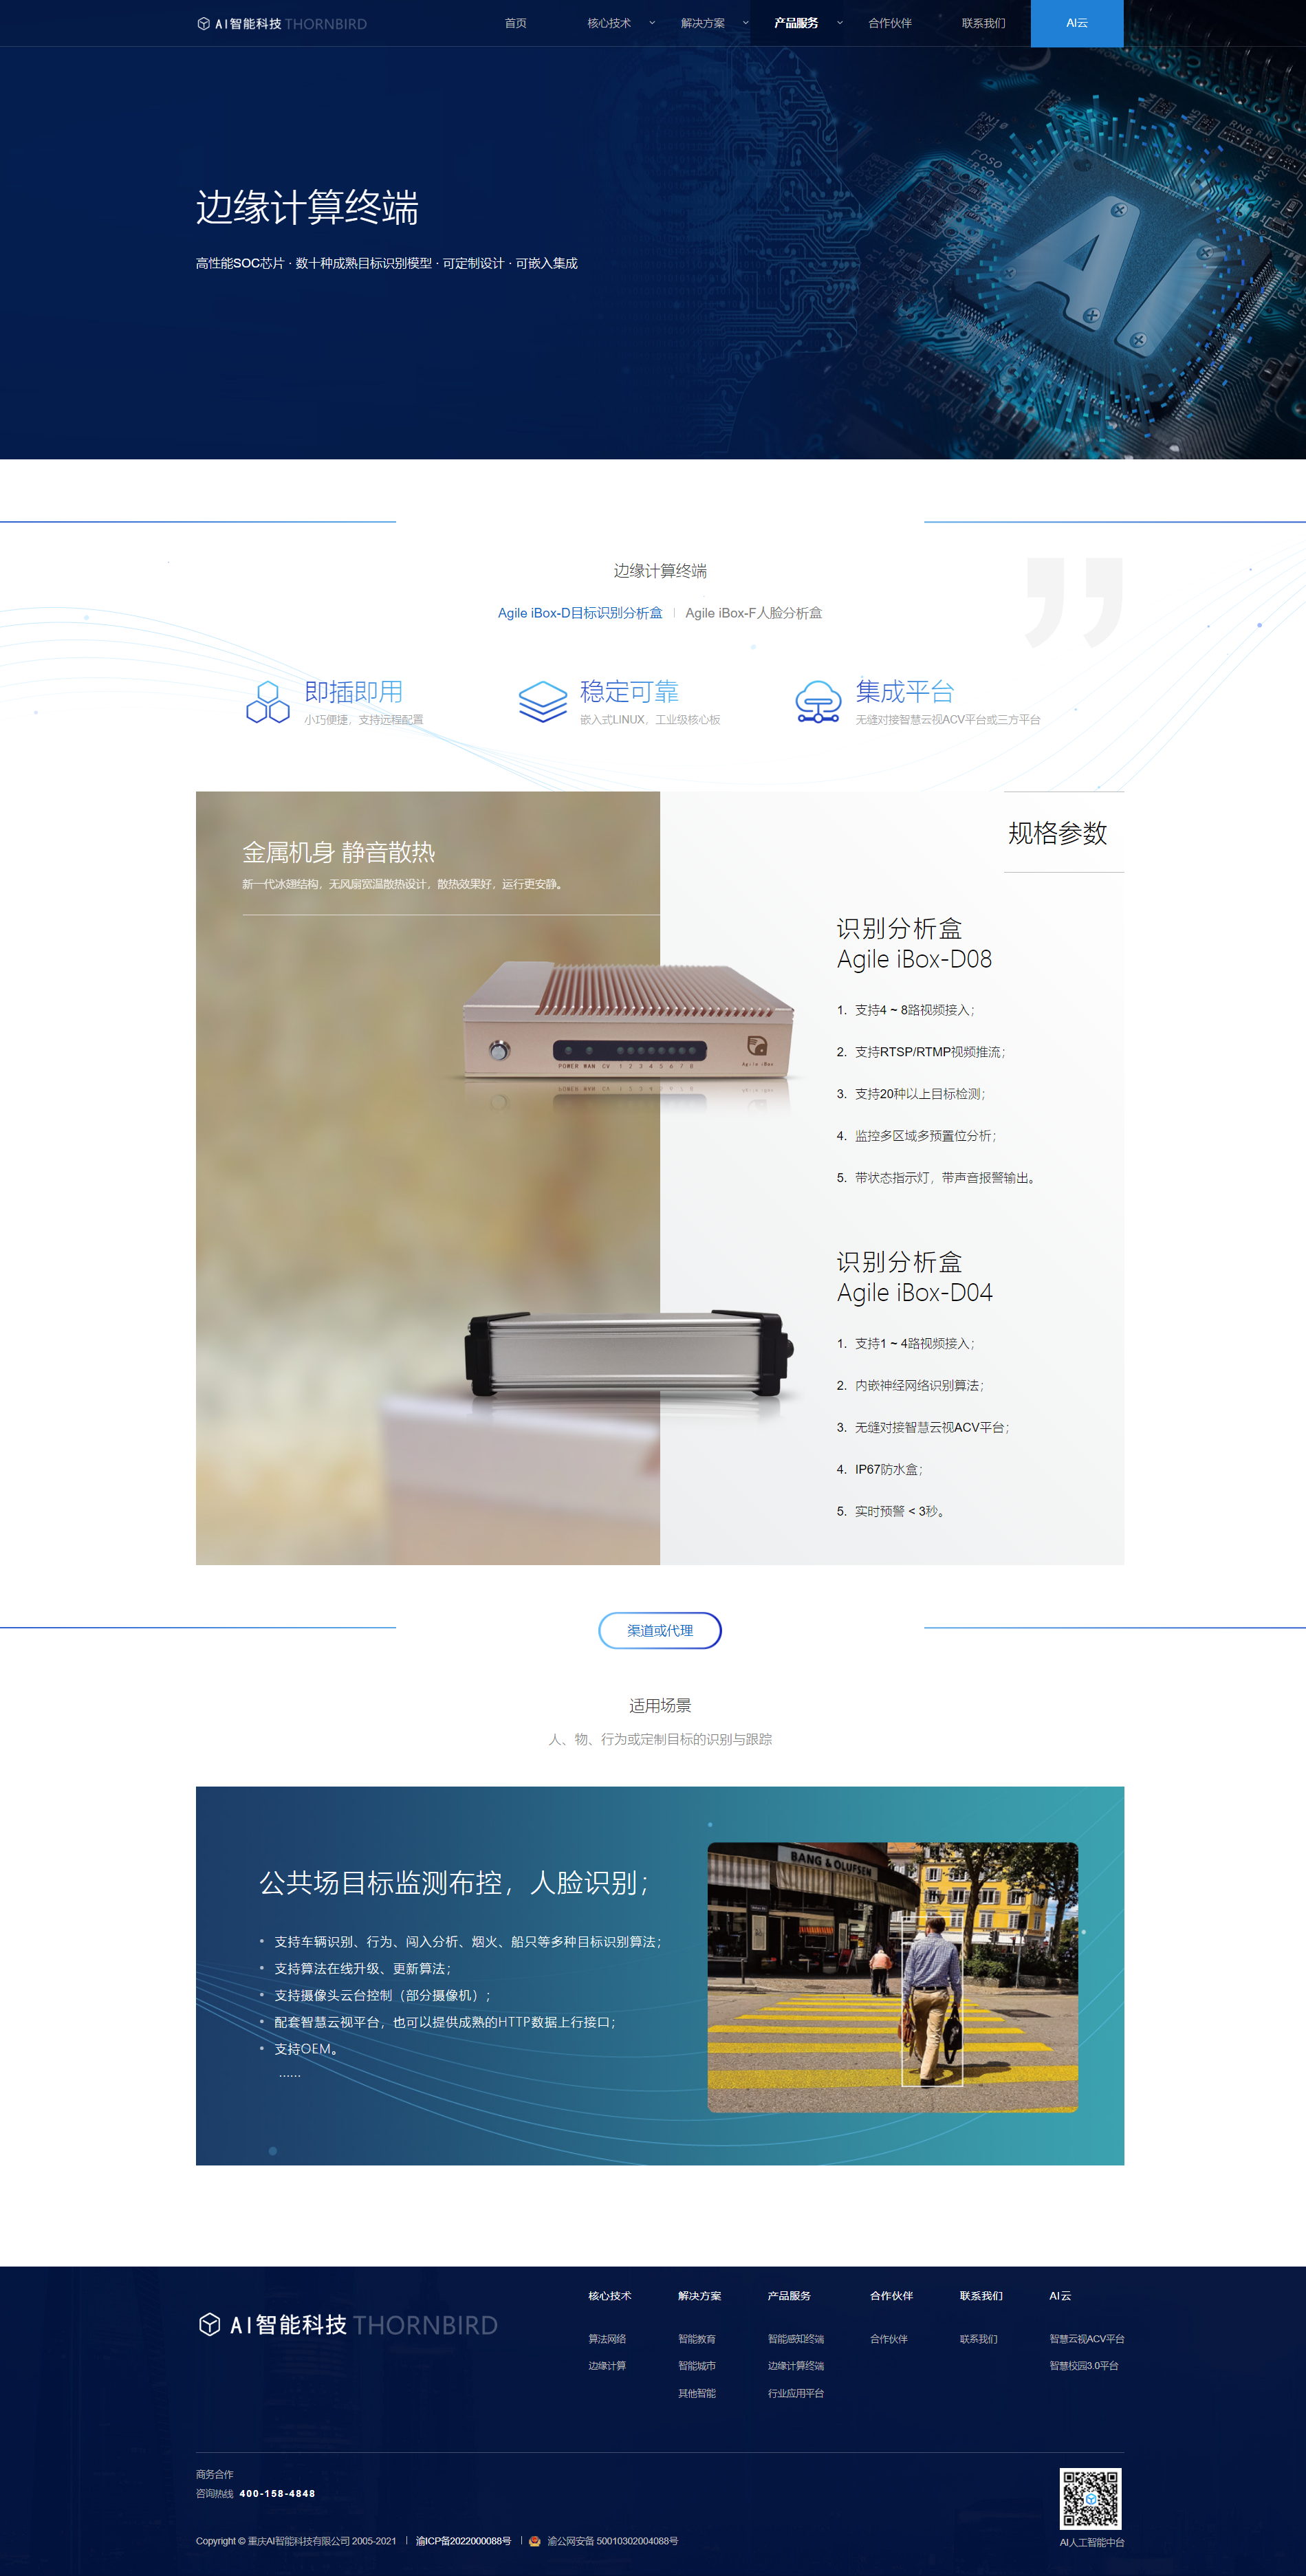 AI智能科技 THORNBIRD
首页
核心技术
解决方案
产品服务
合作伙伴
联系我们
AI云
边缘计算终端
高性能SOC芯片 · 数十种成熟目标识别模型 · 可定制设计 · 可嵌入集成
AI
边缘计算终端
Agile iBox-D目标识别分析盒 | Agile iBox-F人脸分析盒
即插即用
小巧便捷，支持远程配置
稳定可靠
嵌入式LINUX，工业级核心板
集成平台
无缝对接智慧云视ACV平台或三方平台
金属机身 静音散热
新一代冰翅结构，无风扇宽温散热设计，散热效果好，运行更安静。
规格参数
识别分析盒
Agile iBox-D08
1. 支持4 ~ 8路视频接入；
2. 支持RTSP/RTMP视频推流；
3. 支持20种以上目标检测；
4. 监控多区域多预置位分析；
5. 带状态指示灯，带声音报警输出。
POWER WAN CV 1 2 3 4 5 6 7 8
Agile iBox
识别分析盒
Agile iBox-D04
1. 支持1 ~ 4路视频接入；
2. 内嵌神经网络识别算法；
3. 无缝对接智慧云视ACV平台；
4. IP67防水盒；
5. 实时预警 < 3秒。
渠道或代理
适用场景
人、物、行为或定制目标的识别与跟踪
公共场目标监测布控，人脸识别；
• 支持车辆识别、行为、闯入分析、烟火、船只等多种目标识别算法；
• 支持算法在线升级、更新算法；
• 支持摄像头云台控制（部分摄像机）；
• 配套智慧云视平台，也可以提供成熟的HTTP数据上行接口；
• 支持OEM。
……
BANG & OLUFSEN
AI智能科技 THORNBIRD
核心技术
算法网络
边缘计算
解决方案
智能教育
智能城市
其他智能
产品服务
智能感知终端
边缘计算终端
行业应用平台
合作伙伴
合作伙伴
联系我们
联系我们
AI云
智慧云视ACV平台
智慧校园3.0平台
商务合作
咨询热线 400-158-4848
AI人工智能中台
Copyright © 重庆AI智能科技有限公司 2005-2021 | 渝ICP备2022000088号 | 渝公网安备 50010302004088号